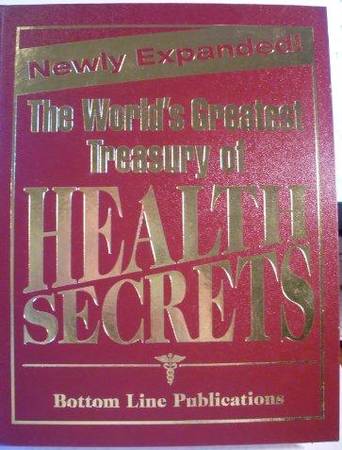 Newly Expanded!
The World's Greatest
Treasury of
HEALTH
SECRETS
Bottom Line Publications